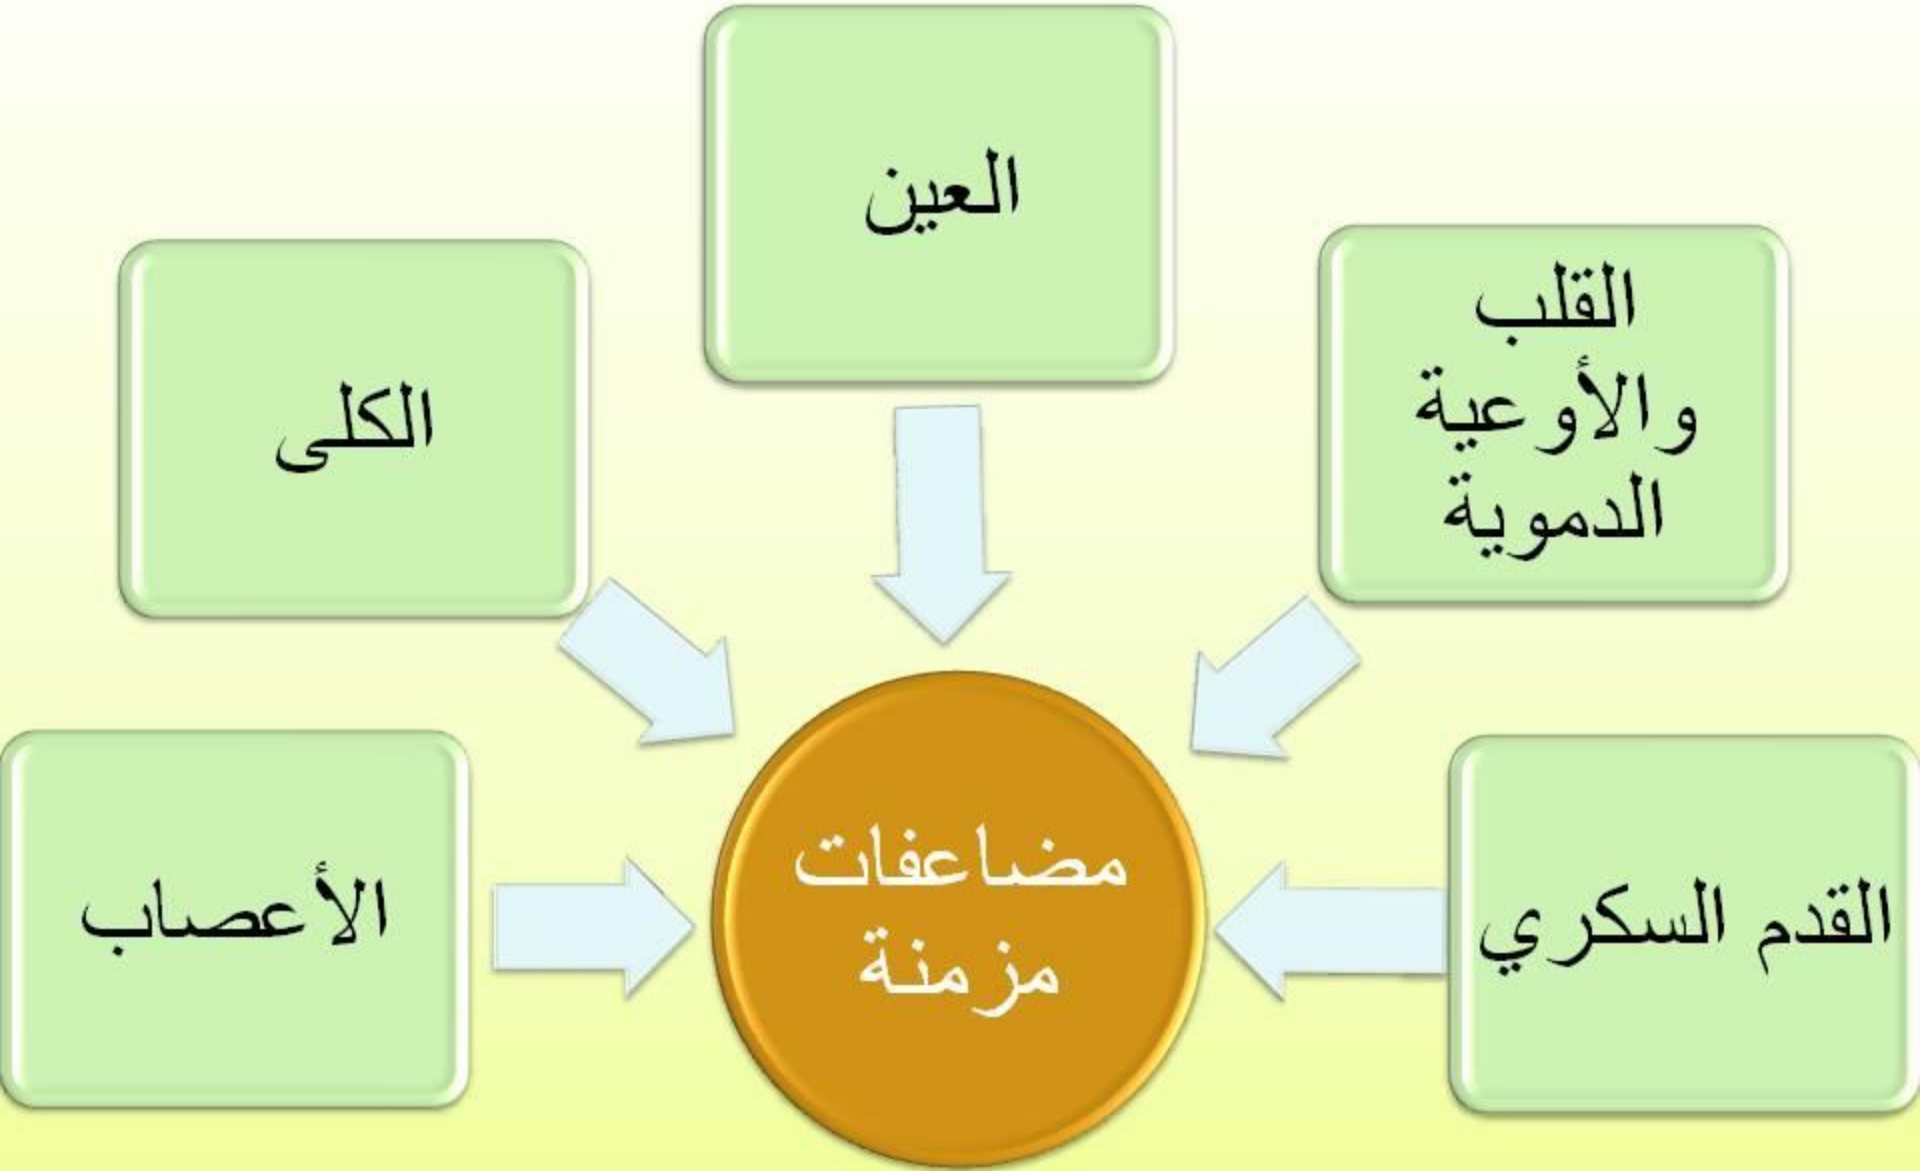 العين
القلب
والأوعية
الدموية
الكلى
القدم السكري
الأعصاب
مضاعفات
مزمنة